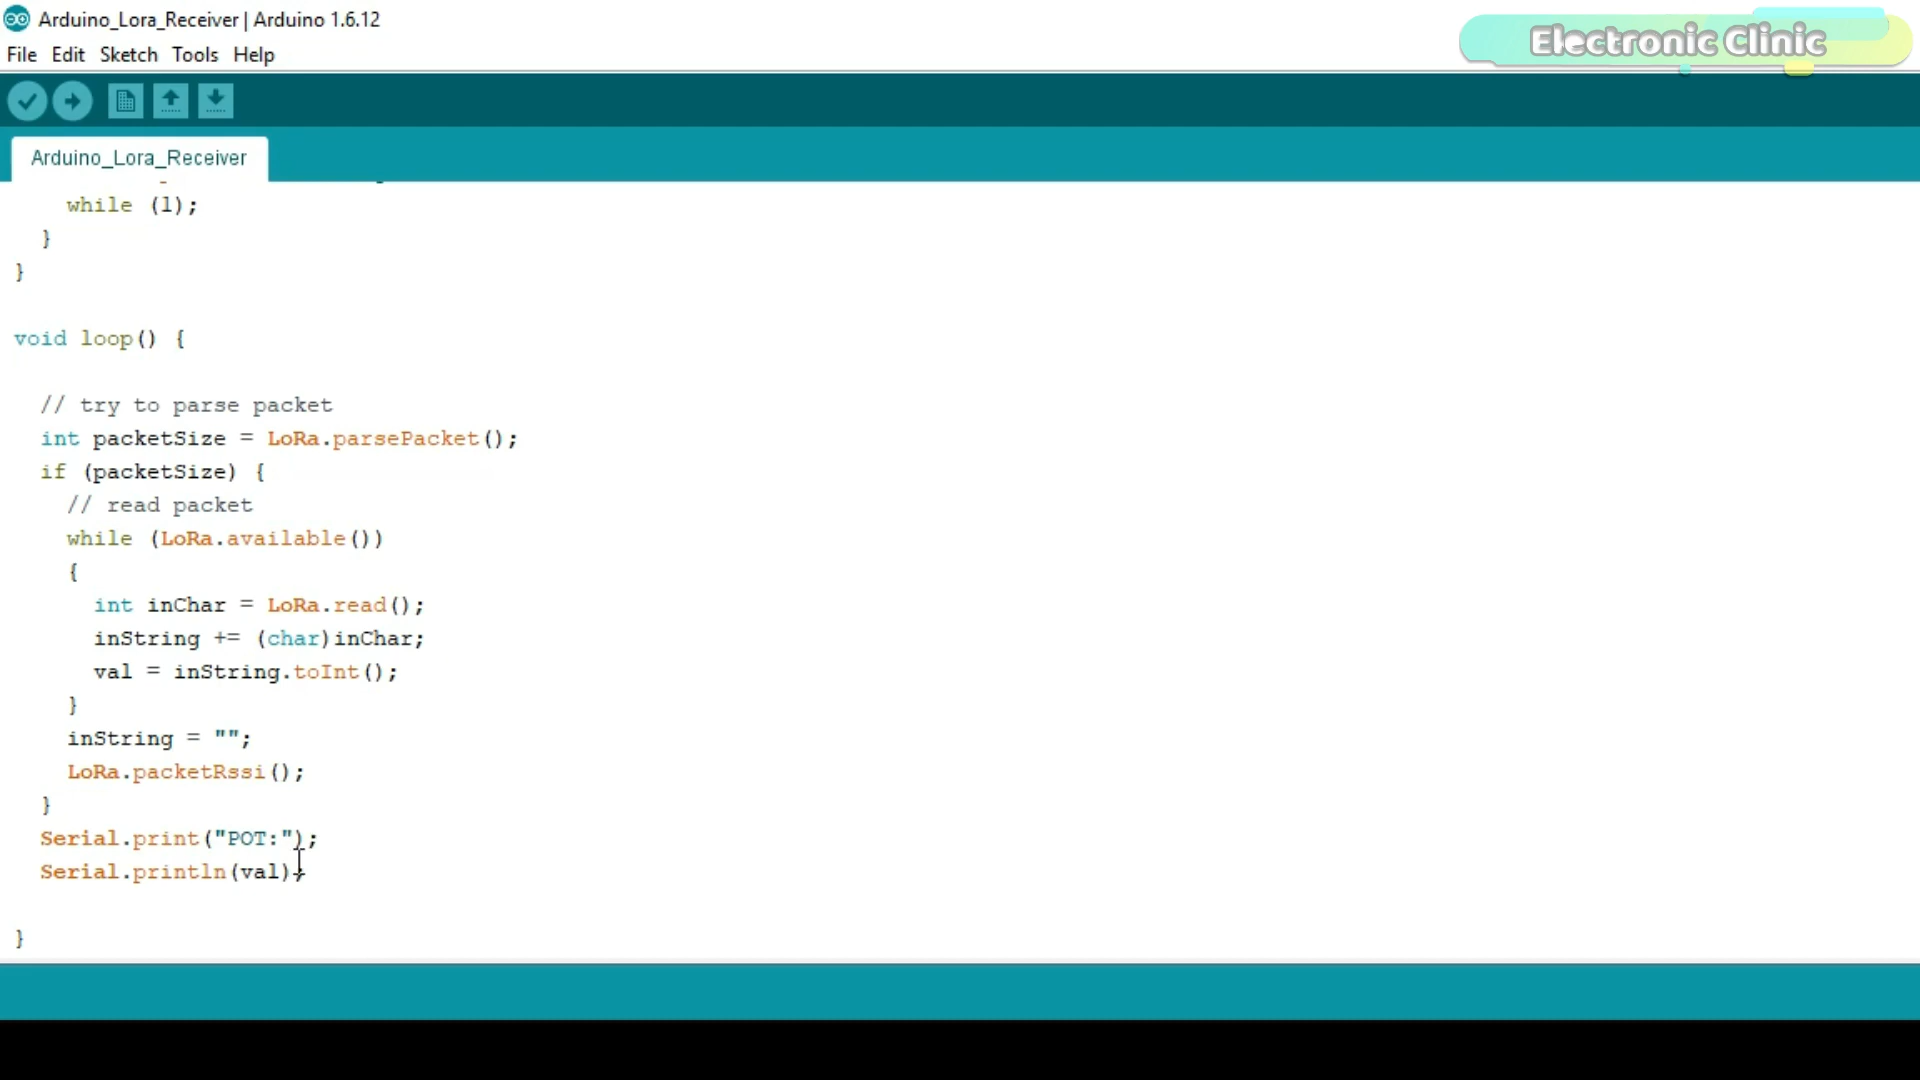 Arduino_Lora_Receiver | Arduino 1.6.12
Electronic Clinic
File Edit Sketch Tools Help
Arduino_Lora_Receiver
while (1);
}
}
void loop() {
// try to parse packet
int packetSize = LoRa.parsePacket();
if (packetSize) {
// read packet
while (LoRa.available())
{
int inChar = LoRa.read();
inString += (char)inChar;
val = inString.toInt();
}
inString = "";
LoRa.packetRssi();
}
Serial.print("POT:");
Serial.println(val);
}